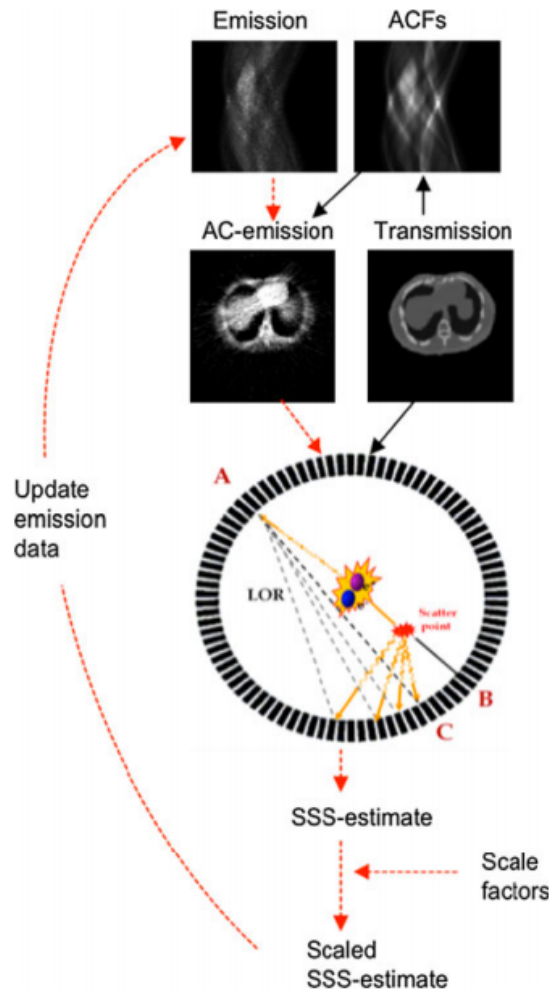 Emission ACFs
AC-emission Transmission
A
LOR
Scatter
point
B
C
Update
emission
data
SSS-estimate
Scale
factors
Scaled
SSS-estimate